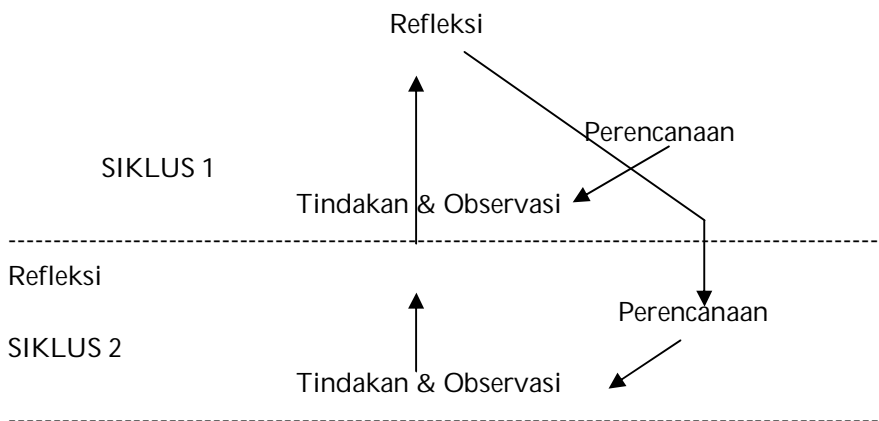 Refleksi
Perencanaan
SIKLUS 1
Tindakan & Observasi
Refleksi
Perencanaan
SIKLUS 2
Tindakan & Observasi